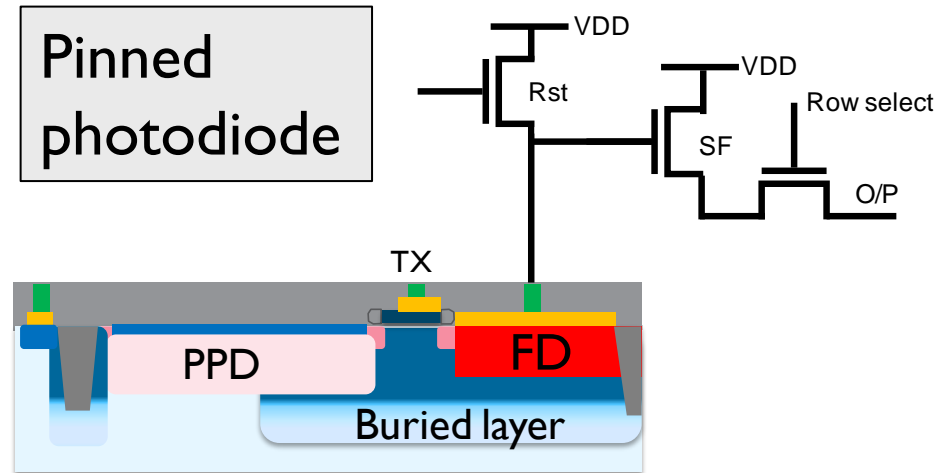 Pinned
photodiode
VDD
Rst
VDD
SF
Row select
O/P
TX
PPD
FD
Buried layer